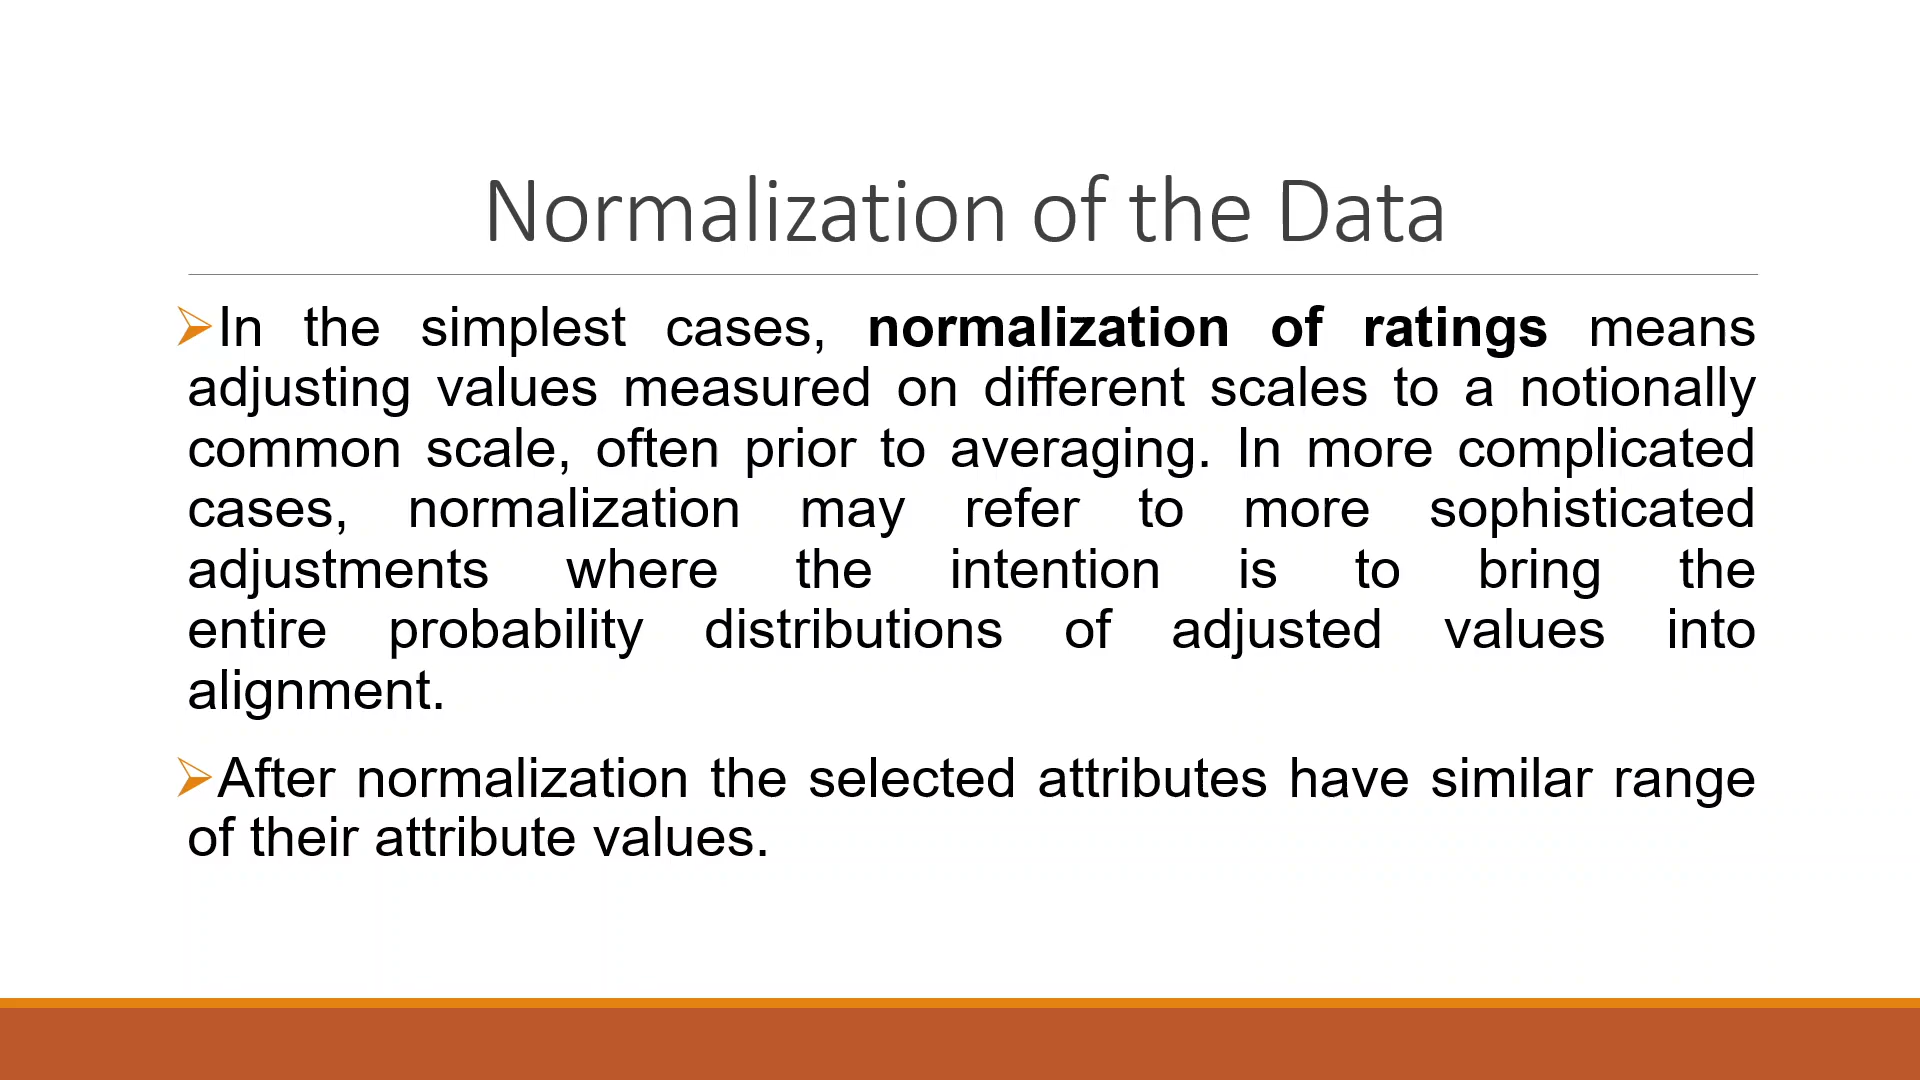 Normalization of the Data
In the simplest cases, normalization of ratings means
adjusting values measured on different scales to a notionally
common scale, often prior to averaging. In more complicated
cases, normalization may refer to more sophisticated
adjustments where the intention is to bring the
entire probability distributions of adjusted values into
alignment.
After normalization the selected attributes have similar range
of their attribute values.